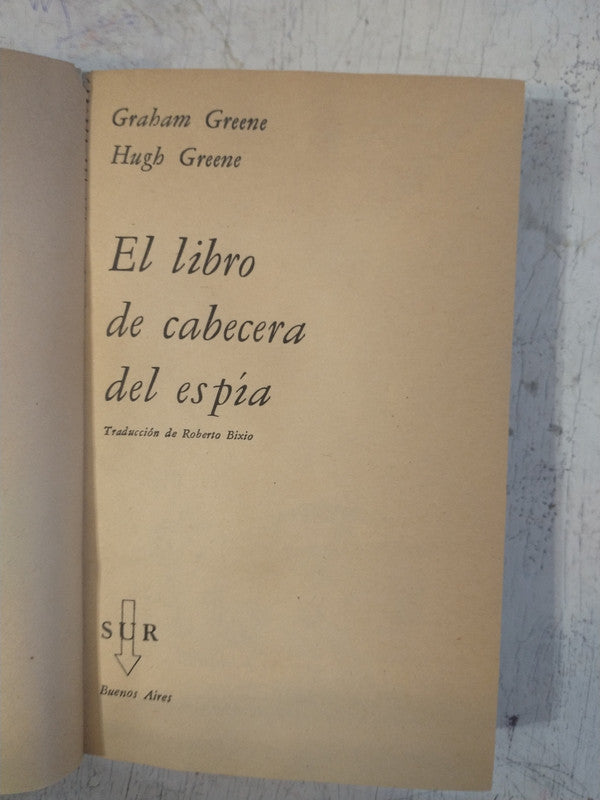 Graham Greene
Hugh Greene
El libro
de cabecera
del espía
Traducción de Roberto Bixio
SUR
Buenos Aires